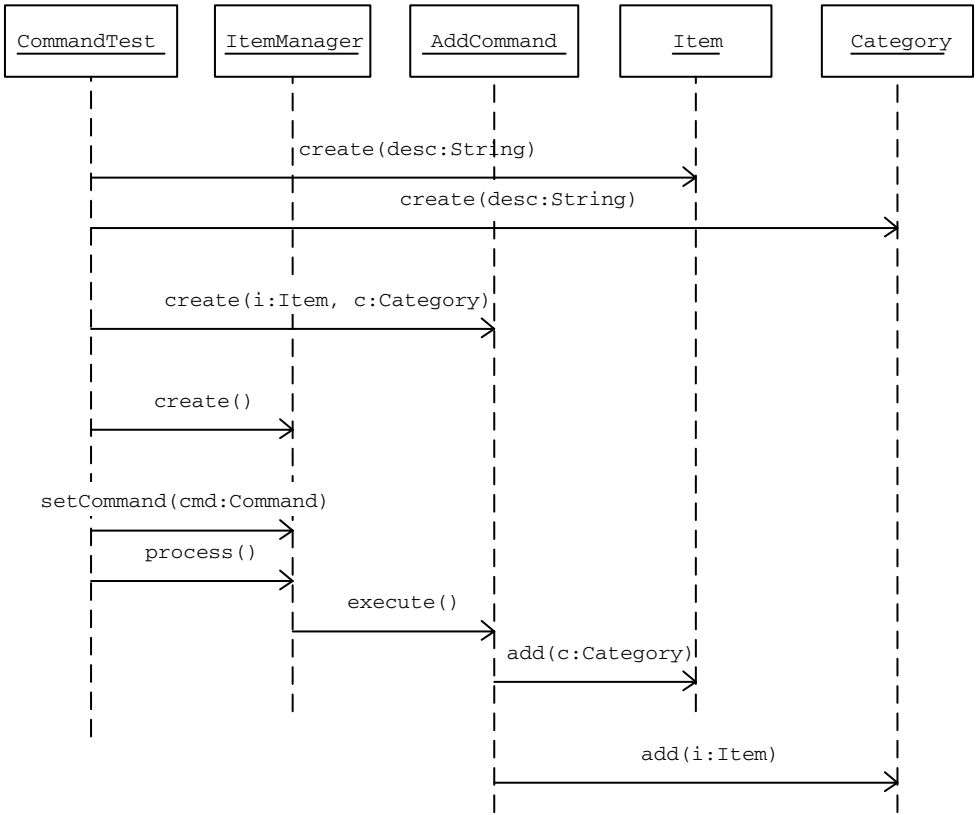 CommandTest
ItemManager
AddCommand
Item
Category
create(desc:String)
create(desc:String)
create(i:Item, c:Category)
create()
setCommand(cmd:Command)
process()
execute()
add(c:Category)
add(i:Item)